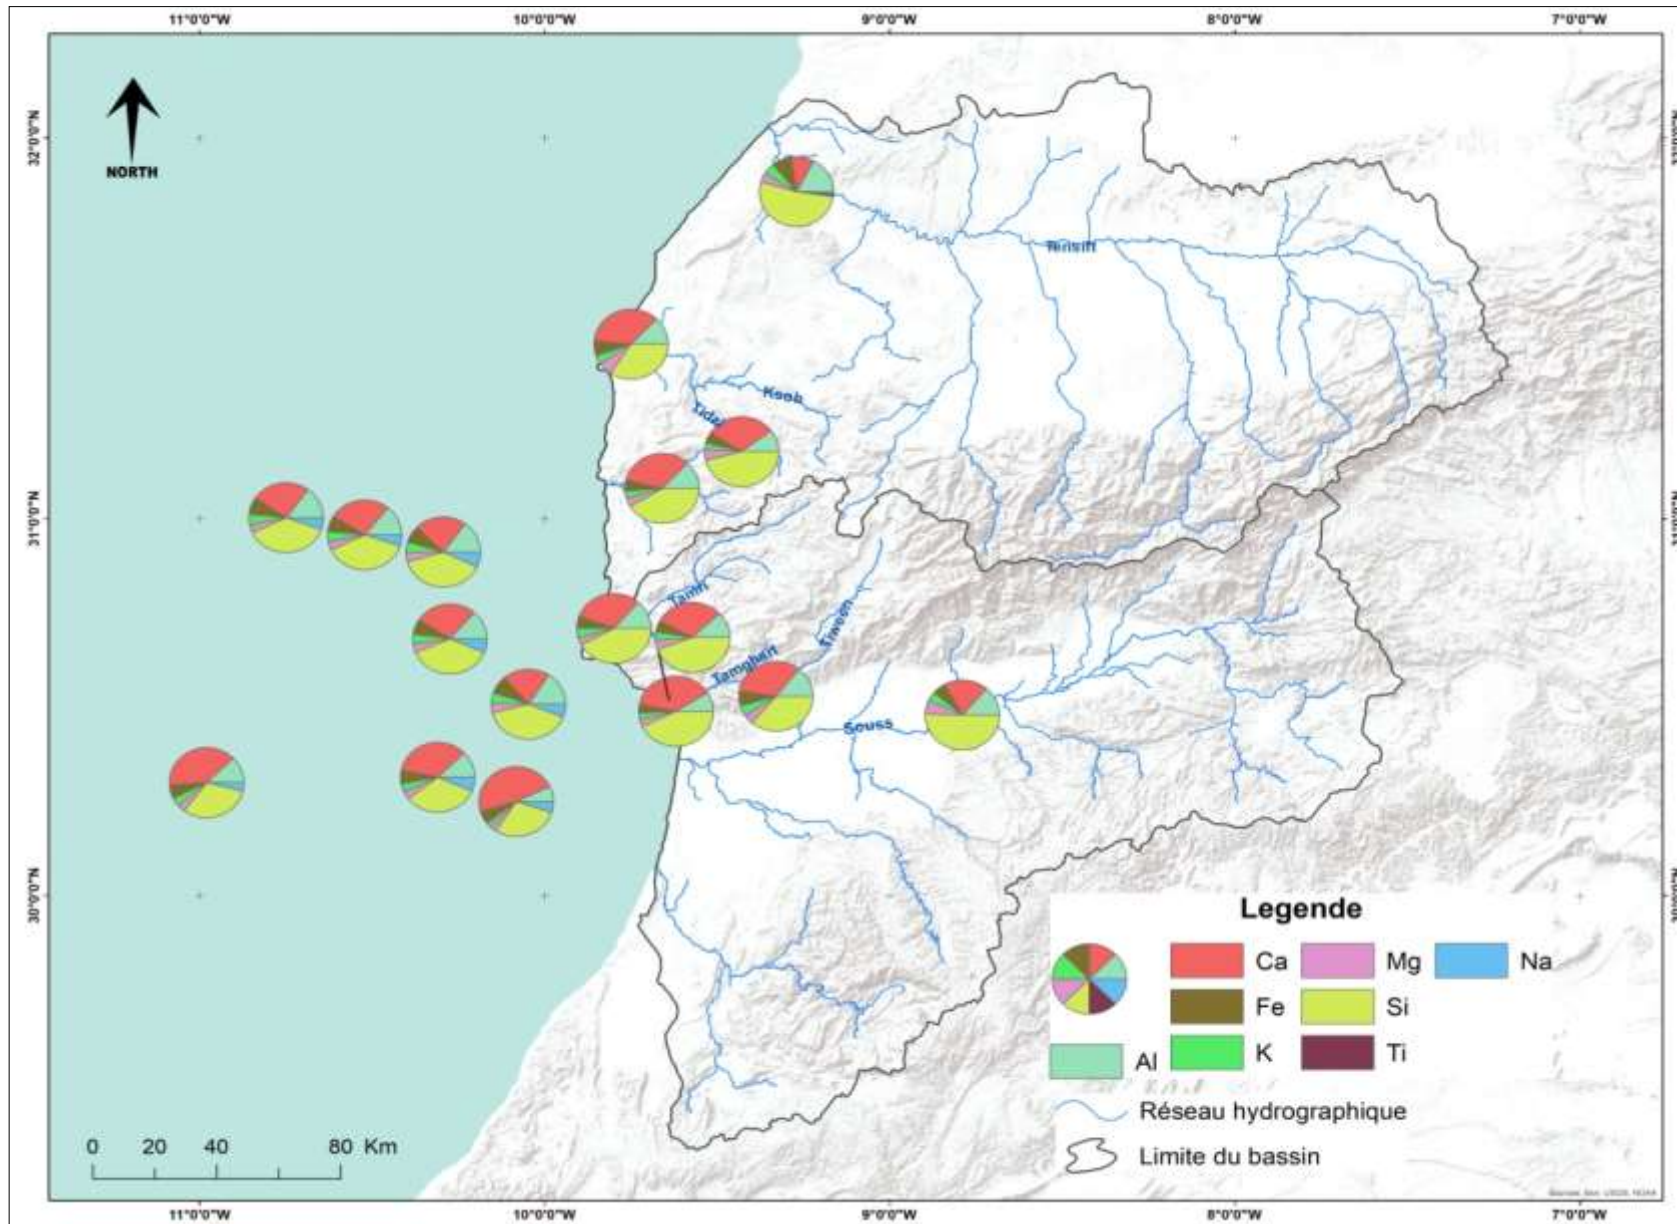 11°0'0"W 10°0'0"W 9°0'0"W 8°0'0"W 7°0'0"W
32°0'0"N
NORTH
Tensift
Ksob
31°0'0"N
Tamri
Tamghart
Souss
30°0'0"N
Legende
Ca Mg Na
Fe Si
Al K Ti
Réseau hydrographique
Limite du bassin
0 20 40 80 Km
11°0'0"W 10°0'0"W 9°0'0"W 8°0'0"W 7°0'0"W